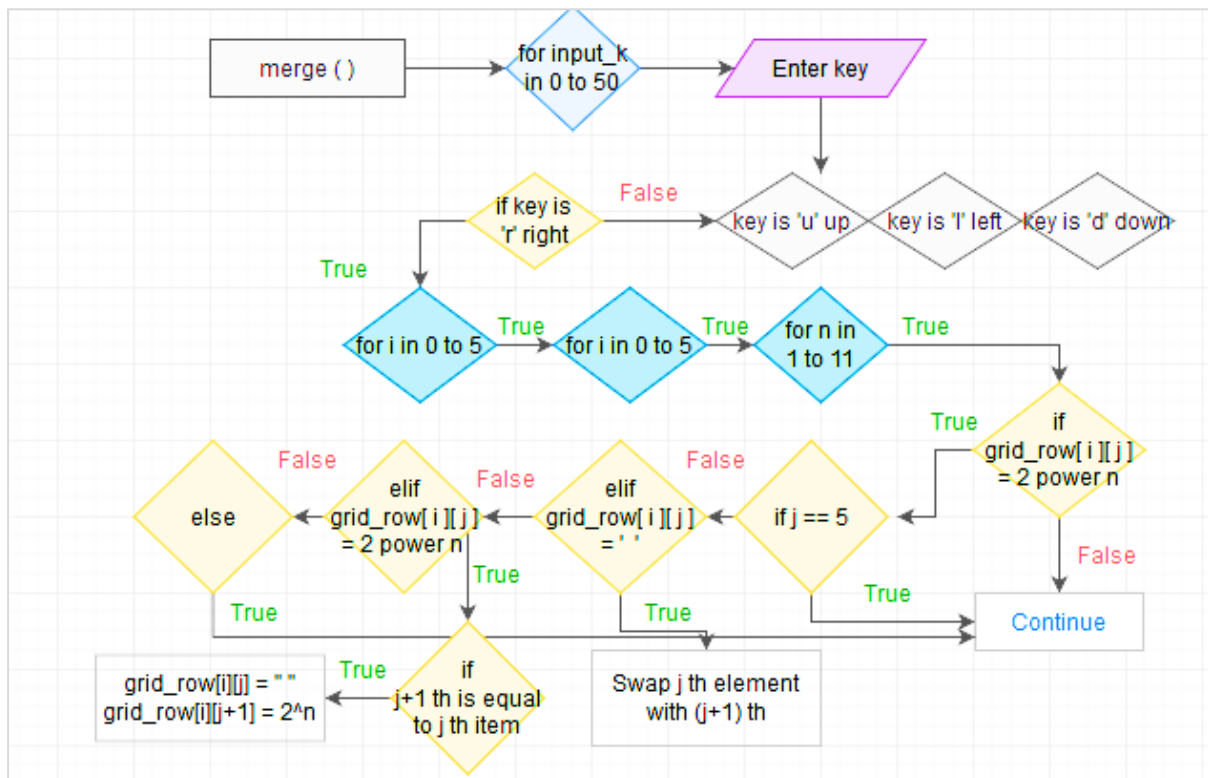 merge ( )
for input_k
in 0 to 50
Enter key
if key is
'r' right
False
key is 'u' up
key is 'l' left
key is 'd' down
True
for i in 0 to 5
True
for i in 0 to 5
True
for n in
1 to 11
True
if
grid_row[ i ][ j ]
= 2 power n
True
False
if j == 5
False
elif
grid_row[ i ][ j ]
= ' '
False
elif
grid_row[ i ][ j ]
= 2 power n
False
else
True
True
True
True
Continue
if
j+1 th is equal
to j th item
True
grid_row[i][j] = " "
grid_row[i][j+1] = 2^n
Swap j th element
with (j+1) th